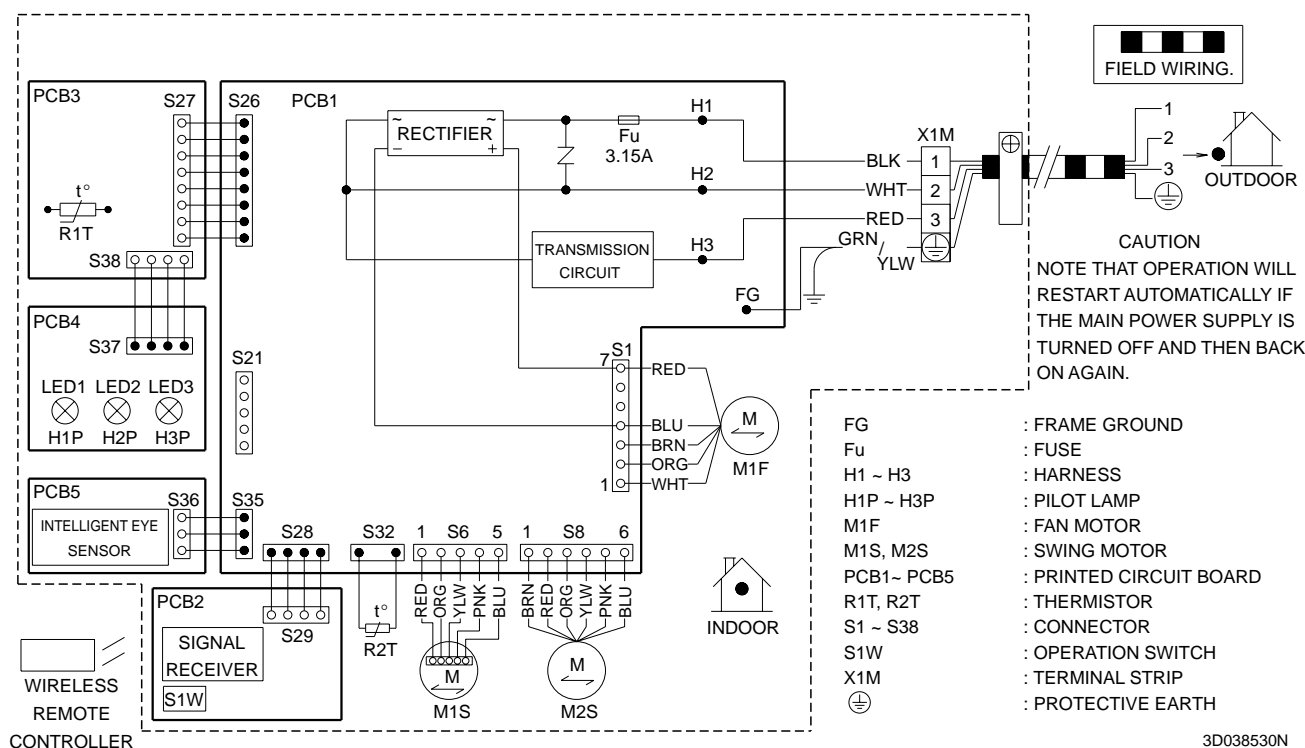 PCB3
S27
S26
PCB1
t°
R1T
S38
~ RECTIFIER ~
− +
Fu
3.15A
H1
H2
H3
TRANSMISSION
CIRCUIT
FG
X1M
BLK 1
WHT 2
RED 3
GRN
/
YLW
FIELD WIRING.
1
2
3
OUTDOOR
CAUTION
NOTE THAT OPERATION WILL
RESTART AUTOMATICALLY IF
THE MAIN POWER SUPPLY IS
TURNED OFF AND THEN BACK
ON AGAIN.
PCB4
S37
LED1 LED2 LED3
H1P H2P H3P
S21
S1
7 RED
BLU
BRN
ORG
1 WHT
M
M1F
PCB5
S36
S35
INTELLIGENT EYE
SENSOR
S28
S32
1 S6 5
1 S8 6
RED ORG YLW PNK BLU
BRN RED ORG YLW PNK BLU
PCB2
S29
SIGNAL
RECEIVER
S1W
t°
R2T
M
M1S
M
M2S
INDOOR
WIRELESS
REMOTE
CONTROLLER
FG : FRAME GROUND
Fu : FUSE
H1 ~ H3 : HARNESS
H1P ~ H3P : PILOT LAMP
M1F : FAN MOTOR
M1S, M2S : SWING MOTOR
PCB1~ PCB5 : PRINTED CIRCUIT BOARD
R1T, R2T : THERMISTOR
S1 ~ S38 : CONNECTOR
S1W : OPERATION SWITCH
X1M : TERMINAL STRIP
: PROTECTIVE EARTH
3D038530N